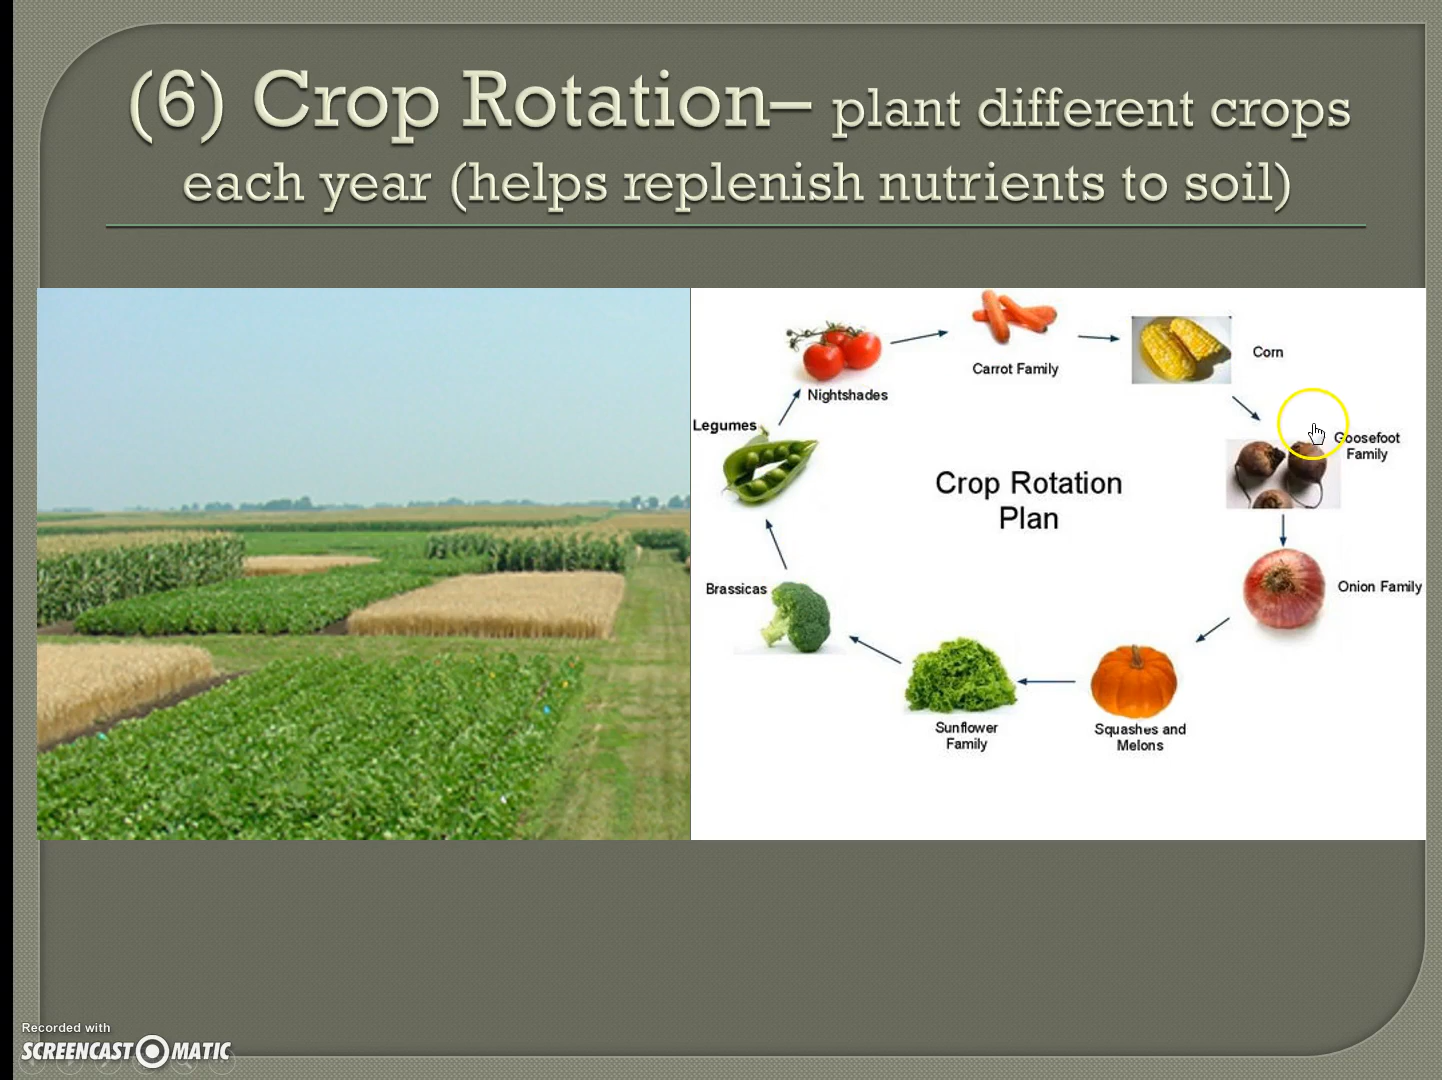 (6) Crop Rotation– plant different crops
each year (helps replenish nutrients to soil)
Carrot Family
Corn
Nightshades
Legumes
Goosefoot
Family
Crop Rotation
Plan
Brassicas
Onion Family
Sunflower
Family
Squashes and
Melons
Recorded with
SCREENCAST MATIC